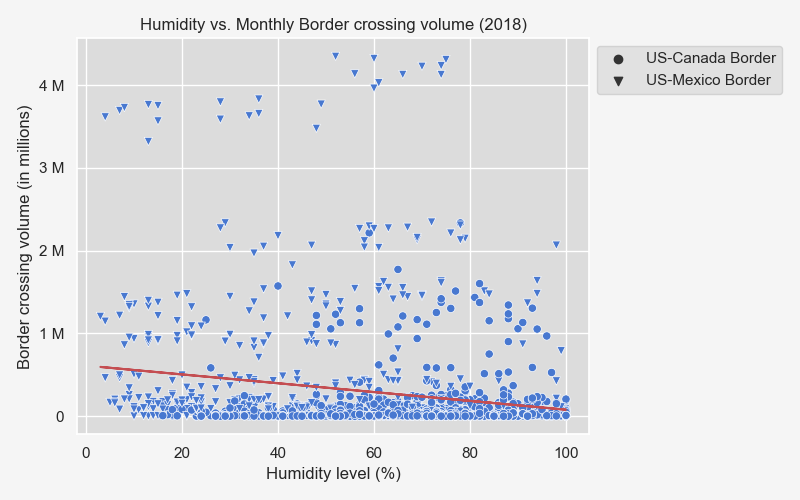 Humidity vs. Monthly Border crossing volume (2018)
US-Canada Border
US-Mexico Border
Border crossing volume (in millions)
4 M
3 M
2 M
1 M
0
0 20 40 60 80 100
Humidity level (%)